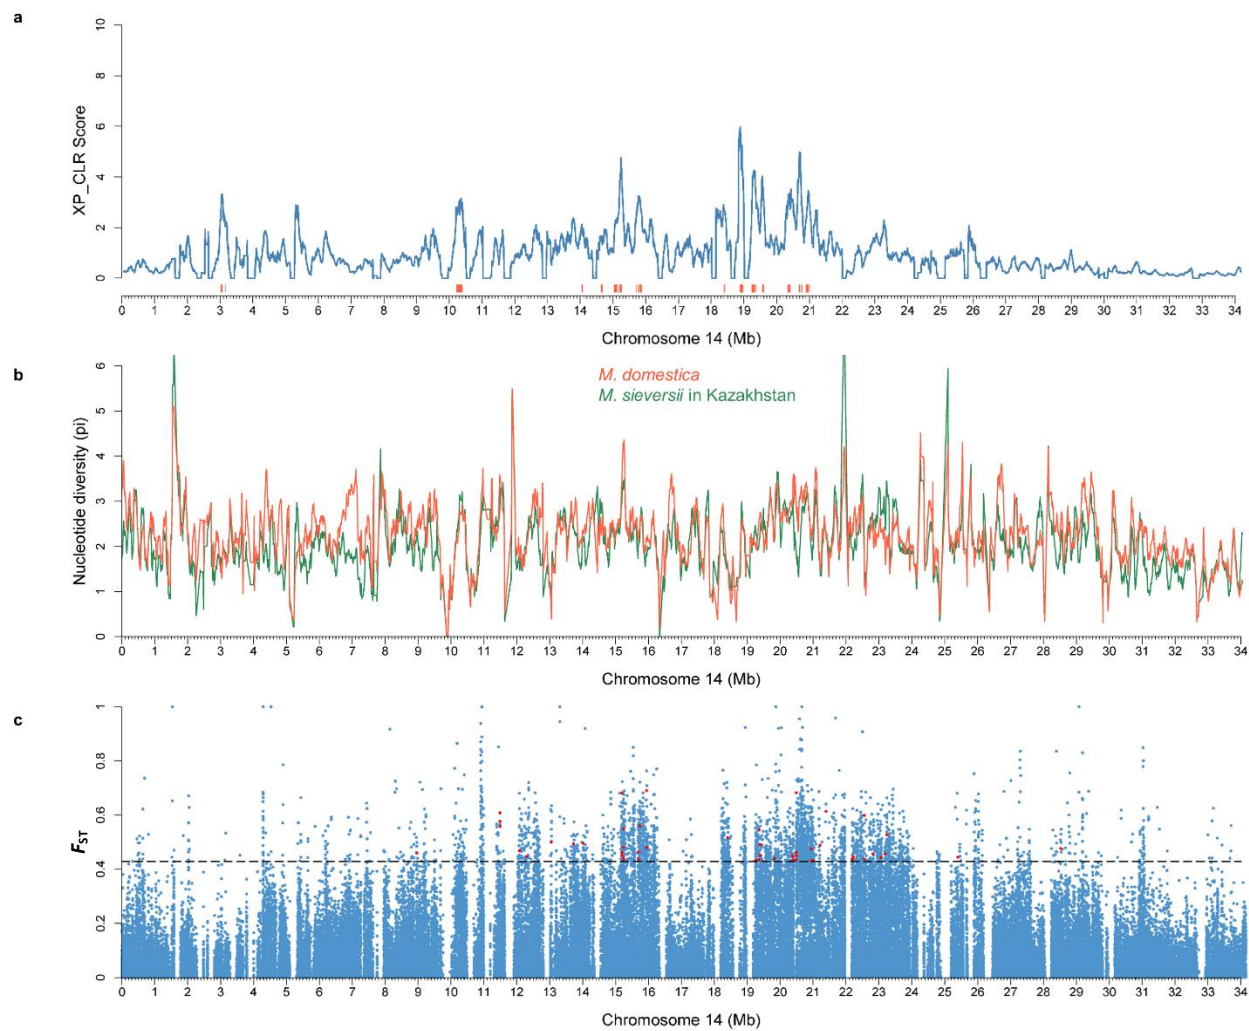 a
10
8
6
4
2
0
XP_CLR Score
0 1 2 3 4 5 6 7 8 9 10 11 12 13 14 15 16 17 18 19 20 21 22 23 24 25 26 27 28 29 30 31 32 33 34
Chromosome 14 (Mb)
b
6
5
4
3
2
1
0
Nucleotide diversity (pi)
M. domestica
M. sieversii in Kazakhstan
0 1 2 3 4 5 6 7 8 9 10 11 12 13 14 15 16 17 18 19 20 21 22 23 24 25 26 27 28 29 30 31 32 33 34
Chromosome 14 (Mb)
c
1
0.8
0.6
0.4
0.2
0
FST
0 1 2 3 4 5 6 7 8 9 10 11 12 13 14 15 16 17 18 19 20 21 22 23 24 25 26 27 28 29 30 31 32 33 34
Chromosome 14 (Mb)